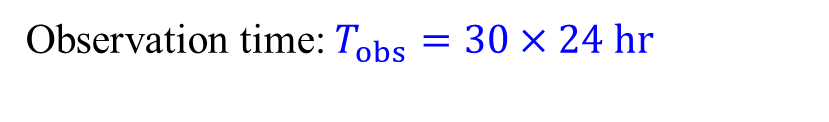 Observation time: T_obs = 30 × 24 hr